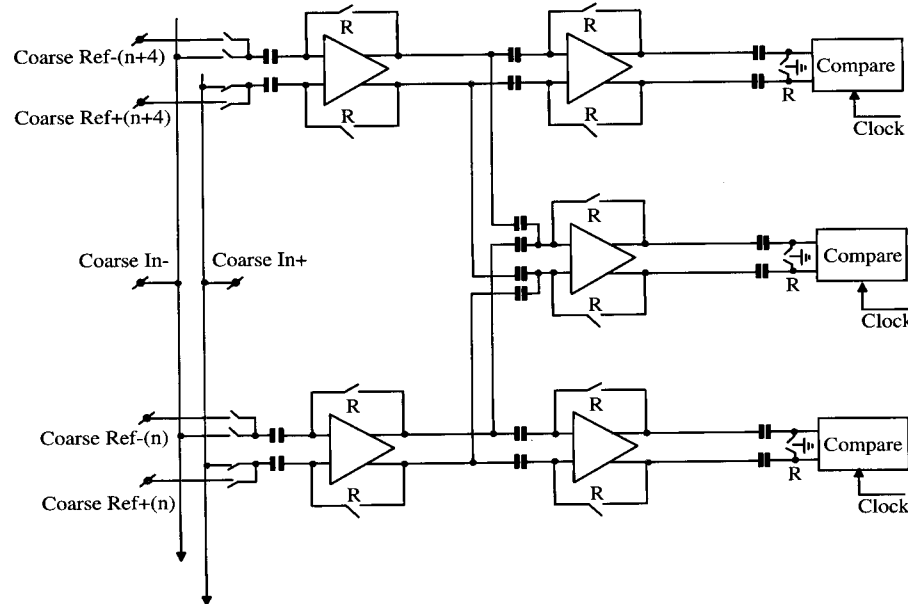 R
R
Coarse Ref-(n+4)
Compare
R
R
R
Coarse Ref+(n+4)
Clock
R
Coarse In-
Coarse In+
Compare
R
R
Clock
R
R
Coarse Ref-(n)
Compare
R
R
R
Coarse Ref+(n)
Clock